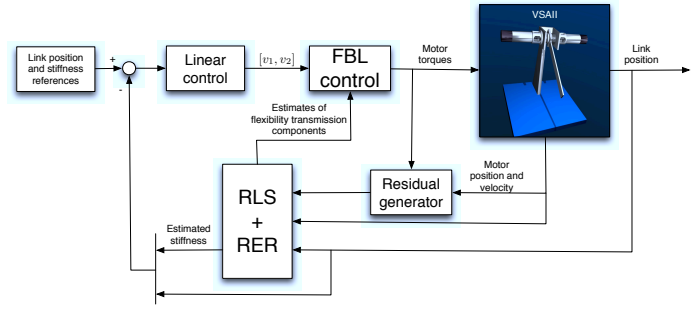 VSAII
Link position
and stiffness
references
+
-
Linear
control
[v1, v2]
FBL
control
Motor
torques
Link
position
Estimates of
flexibility transmission
components
RLS
+
RER
Residual
generator
Motor
position and
velocity
Estimated
stiffness